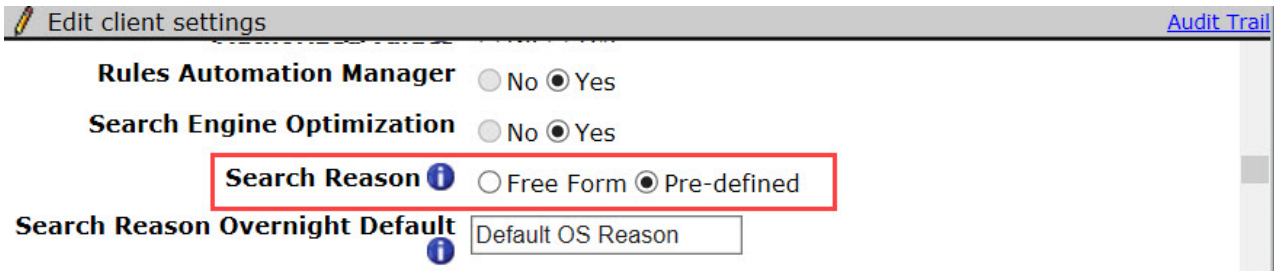 Edit client settings Audit Trail
Rules Automation Manager No Yes
Search Engine Optimization No Yes
Search Reason Free Form Pre-defined
Search Reason Overnight Default Default OS Reason